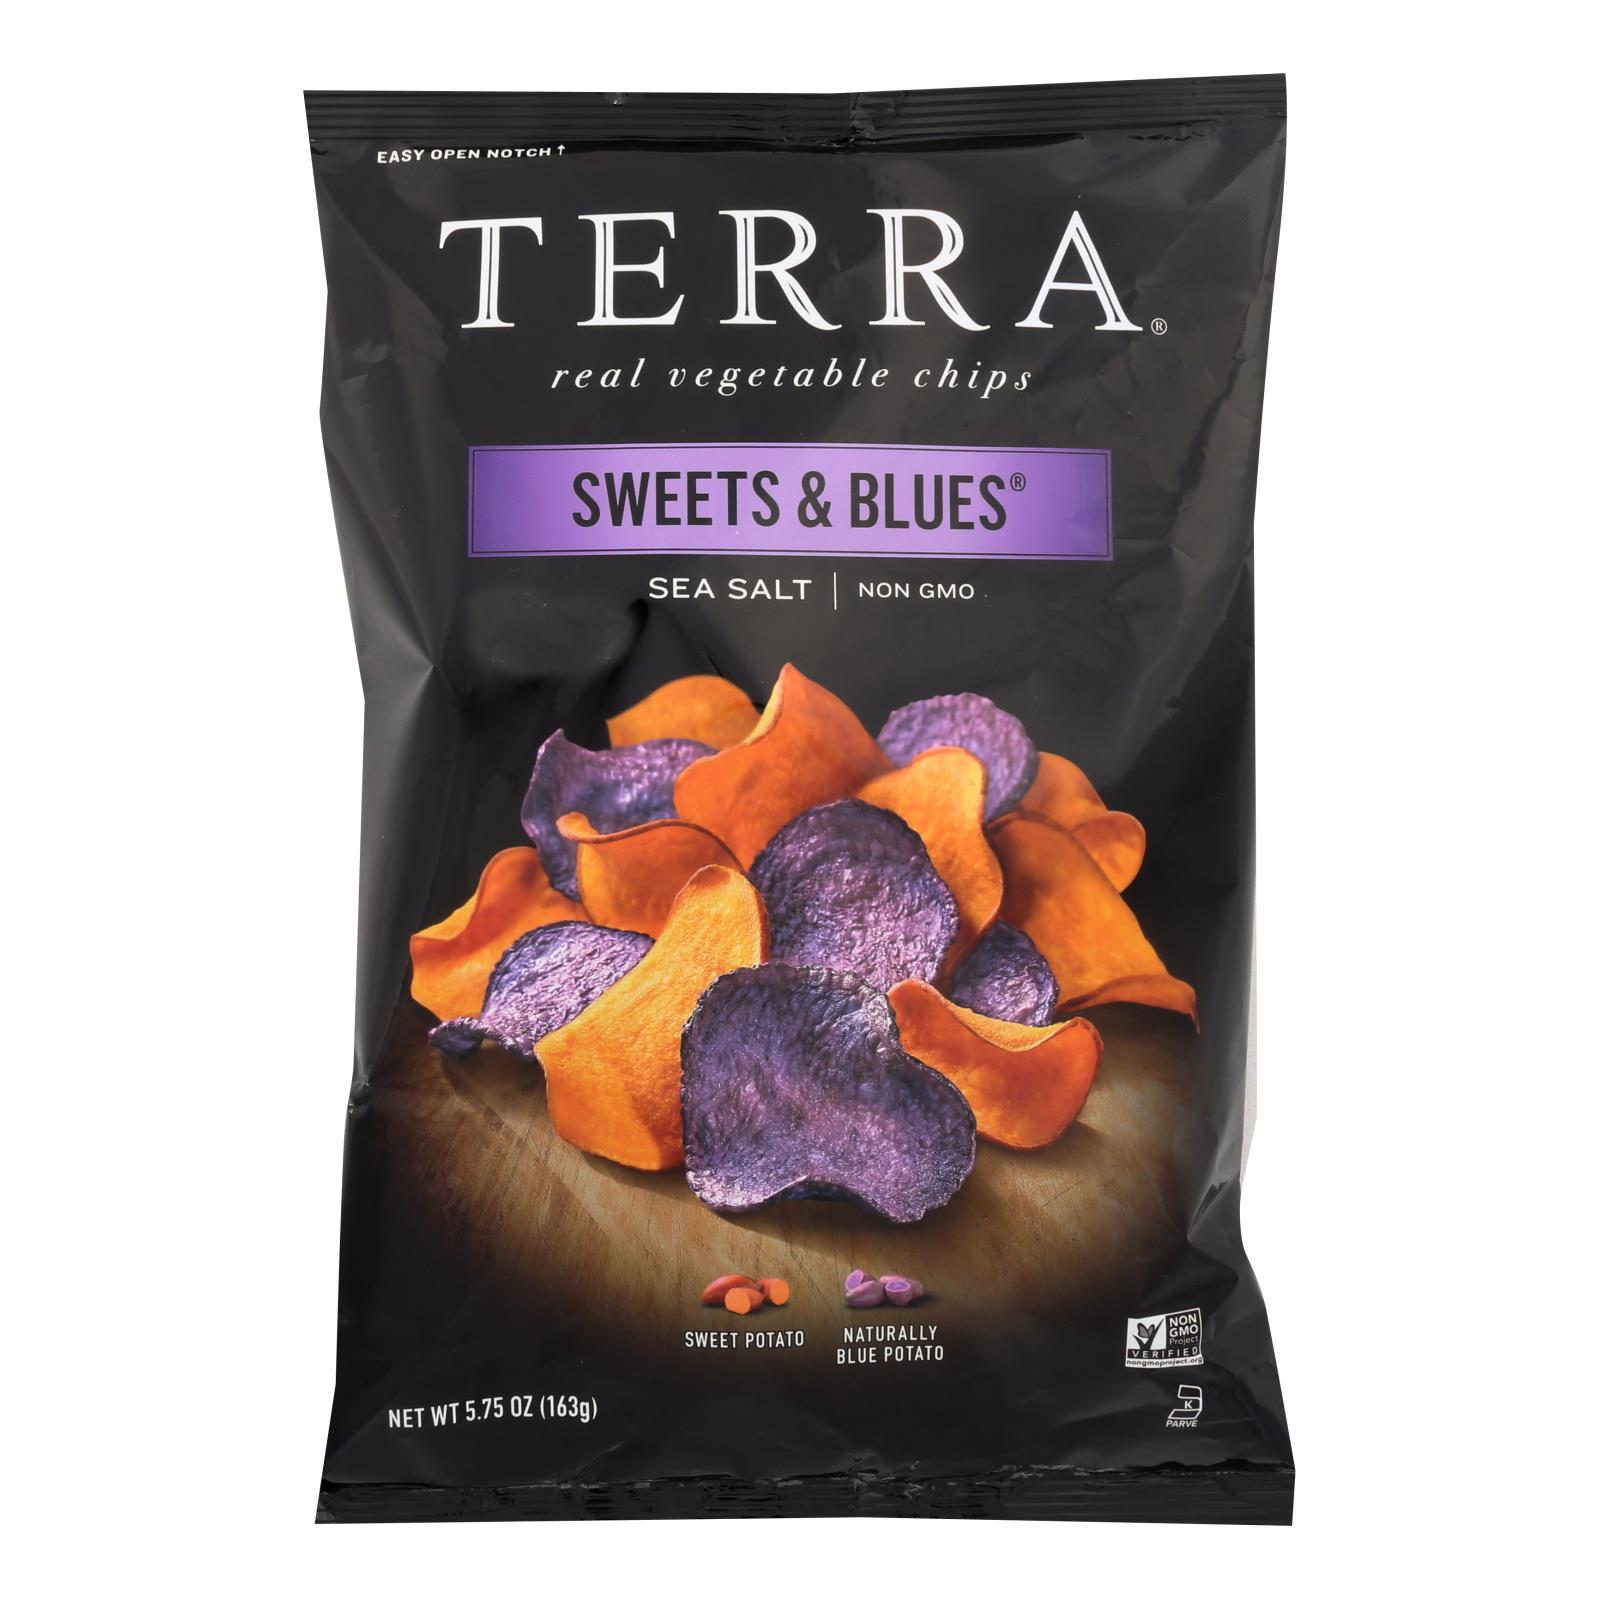 EASY OPEN NOTCH ↑
TERRA®
real vegetable chips
SWEETS & BLUES®
SEA SALT | NON GMO
SWEET POTATO
NATURALLY
BLUE POTATO
NON
GMO
Project
VERIFIED
nongmoproject.org
K
PARVE
NET WT 5.75 OZ (163g)